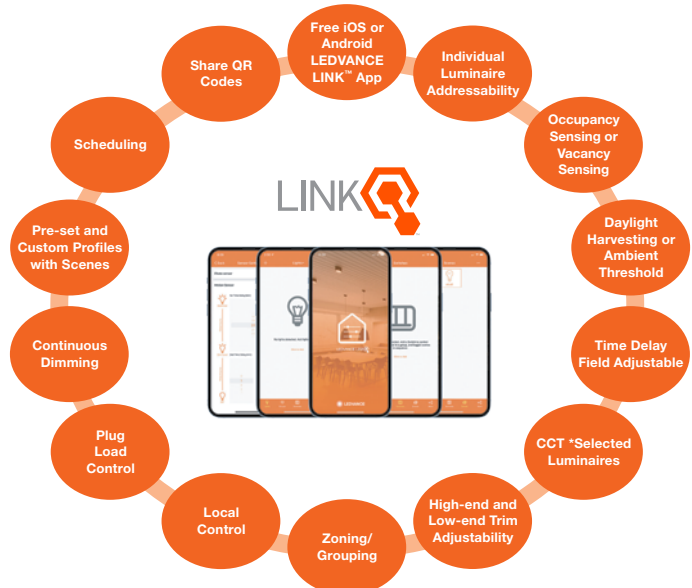 Free iOS or
Android
LEDVANCE
LINK™ App
Individual
Luminaire
Addressability
Occupancy
Sensing or
Vacancy
Sensing
Daylight
Harvesting or
Ambient
Threshold
Time Delay
Field Adjustable
CCT *Selected
Luminaires
High-end and
Low-end Trim
Adjustability
Zoning/
Grouping
Local
Control
Plug
Load
Control
Continuous
Dimming
Pre-set and
Custom Profiles
with Scenes
Scheduling
Share QR
Codes
LINK
LEDVANCE